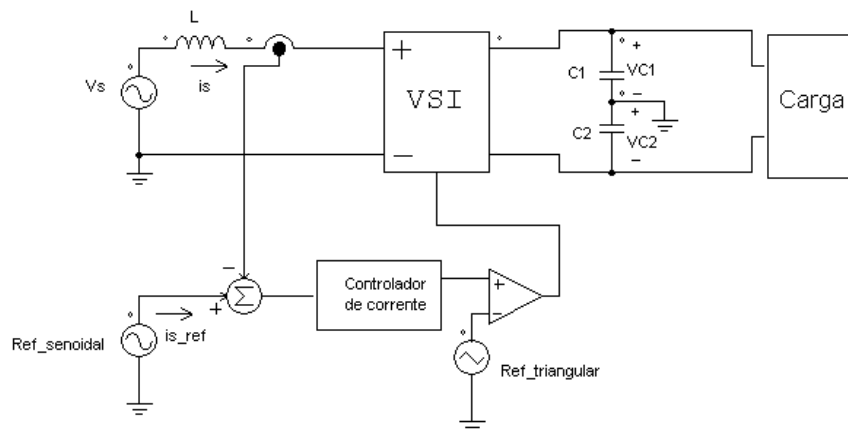 L
Vs
is
+
−
VSI
C1
+
VC1
−
C2
+
VC2
−
Carga
−
+
Σ
Controlador
de corrente
+
−
Ref_senoidal
is_ref
Ref_triangular